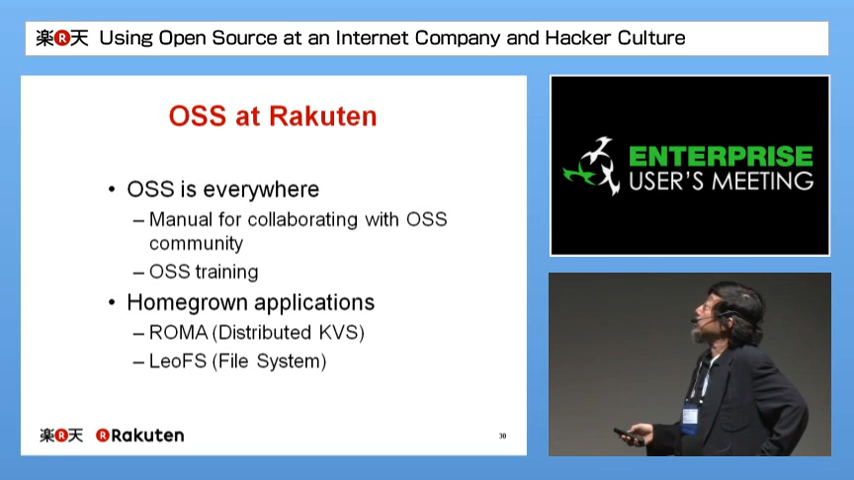 楽R天 Using Open Source at an Internet Company and Hacker Culture
OSS at Rakuten
• OSS is everywhere
– Manual for collaborating with OSS
community
– OSS training
• Homegrown applications
– ROMA (Distributed KVS)
– LeoFS (File System)
楽R天 R Rakuten
30
ENTERPRISE
USER'S MEETING